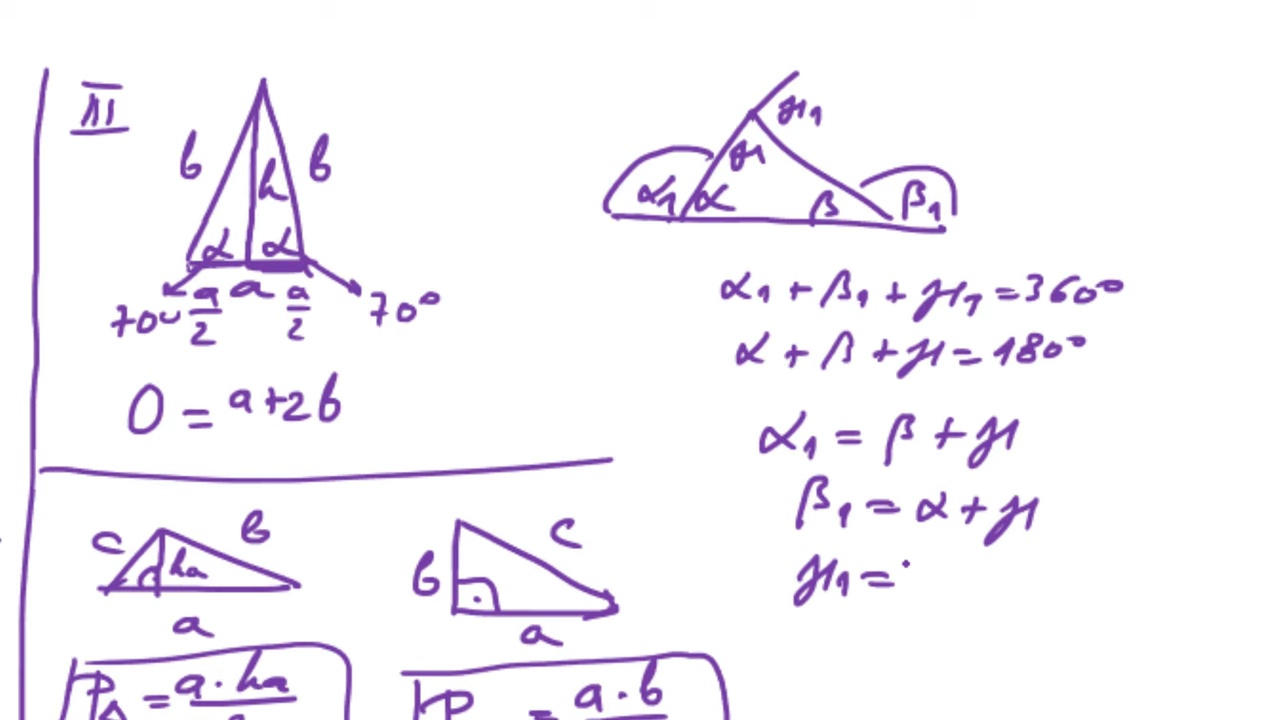 III
b h b
α α
70° a/2 a a/2 70°
O = a+2b
c b
ha
a
b c
a
P△ = a·ha
P = a·b
γ1
γ
α1 α β β1
α1 + β1 + γ1 = 360°
α + β + γ = 180°
α1 = β + γ
β1 = α + γ
γ1 =